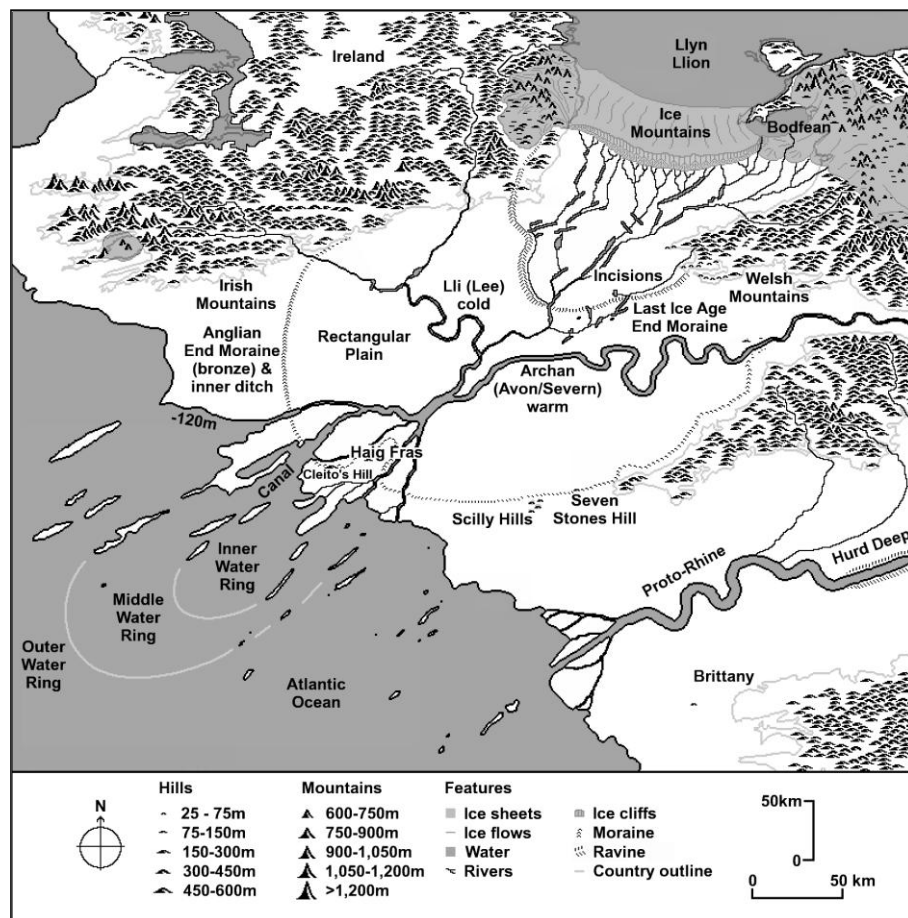 Ireland
Llyn
Llion
Ice
Mountains
Bodfean
Irish
Mountains
Lli (Lee)
cold
Incisions
Welsh
Mountains
Last Ice Age
End Moraine
Anglian
End Moraine
(bronze) &
inner ditch
Rectangular
Plain
Archan
(Avon/Severn)
warm
-120m
Haig Fras
Cleito's Hill
Canal
Scilly Hills
Seven
Stones Hill
Inner
Water
Ring
Middle
Water
Ring
Outer
Water
Ring
Proto-Rhine
Hurd Deep
Atlantic
Ocean
Brittany
N
Hills
25 - 75m
75-150m
150-300m
300-450m
450-600m
Mountains
600-750m
750-900m
900-1,050m
1,050-1,200m
>1,200m
Features
Ice sheets
Ice flows
Water
Rivers
Ice cliffs
Moraine
Ravine
Country outline
50km
0
0
50 km